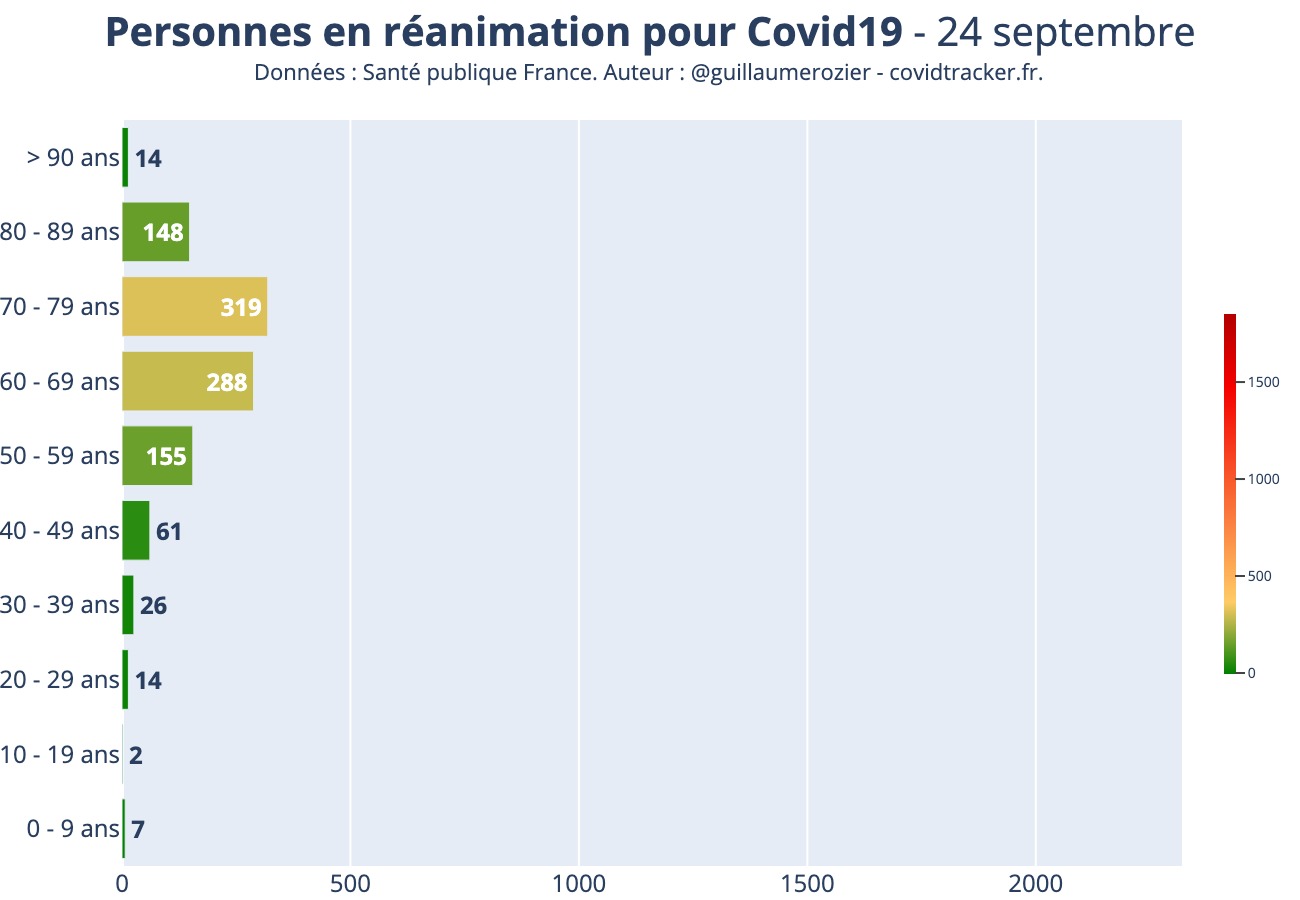 Personnes en réanimation pour Covid19 - 24 septembre
Données : Santé publique France. Auteur : @guillaumerozier - covidtracker.fr.
> 90 ans 14
80 - 89 ans 148
70 - 79 ans 319
60 - 69 ans 288
50 - 59 ans 155
40 - 49 ans 61
30 - 39 ans 26
20 - 29 ans 14
10 - 19 ans 2
0 - 9 ans 7
0 500 1000 1500 2000
1500
1000
500
0